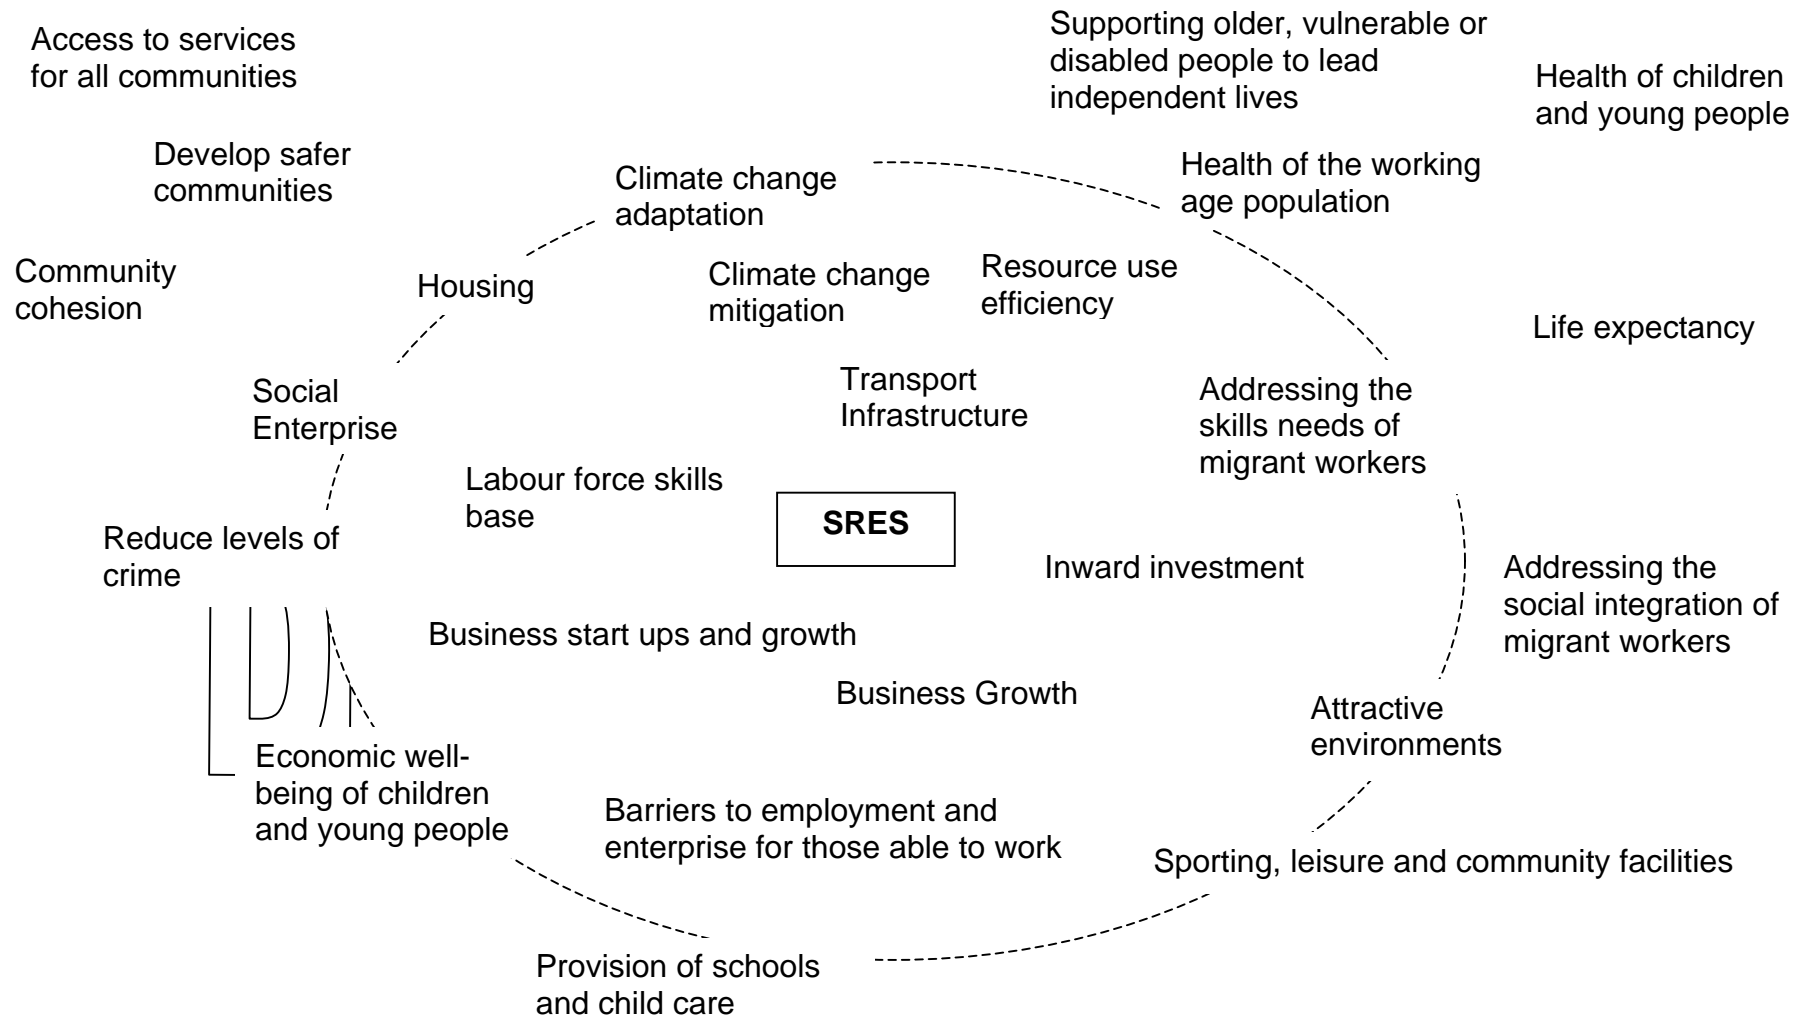 Access to services
for all communities
Supporting older, vulnerable or
disabled people to lead
independent lives
Health of children
and young people
Develop safer
communities
Climate change
adaptation
Health of the working
age population
Community
cohesion
Housing
Climate change
mitigation
Resource use
efficiency
Life expectancy
Social
Enterprise
Transport
Infrastructure
Addressing the
skills needs of
migrant workers
Labour force skills
base
SRES
Reduce levels of
crime
Inward investment
Addressing the
social integration of
migrant workers
Business start ups and growth
Business Growth
Attractive
environments
Economic well-
being of children
and young people
Barriers to employment and
enterprise for those able to work
Sporting, leisure and community facilities
Provision of schools
and child care